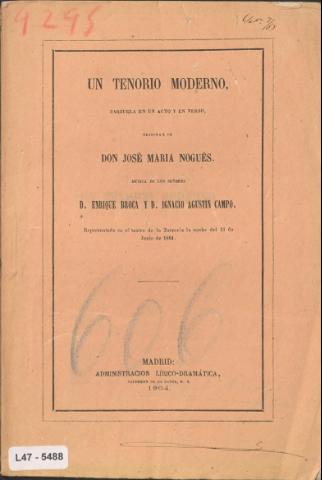 9295
UN TENORIO MODERNO,
ZARZUELA EN UN ACTO Y EN VERSO,
ORIGINAL DE
DON JOSÉ MARIA NOGUÉS.
MÚSICA DE LOS SEÑORES
D. ENRIQUE BROCA Y D. IGNACIO AGUSTIN CAMPO.
Representada en el teatro de la Zarzuela la noche del 11 de
Junio de 1864.
606
MADRID:
ADMINISTRACION LÍRICO-DRAMÁTICA,
1864.
L47 - 5488